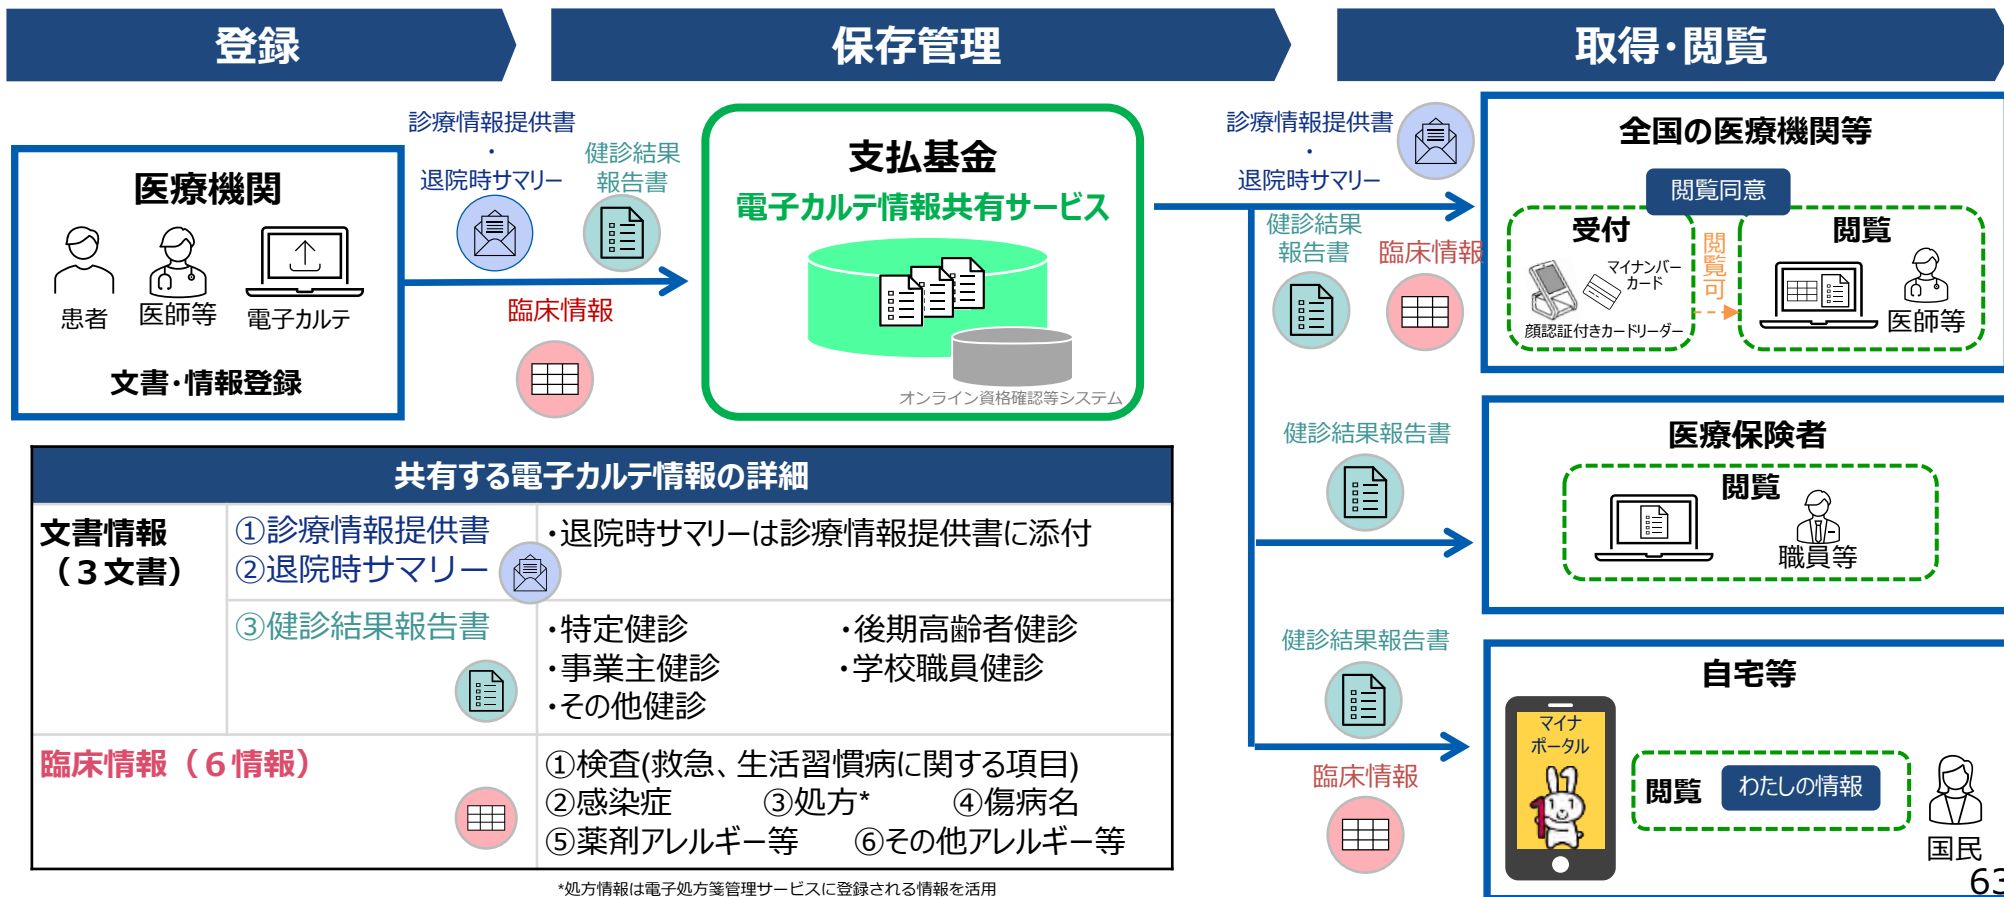 登録
保存管理
取得・閲覧
医療機関
患者
医師等
電子カルテ
文書・情報登録
診療情報提供書
・
退院時サマリー
健診結果
報告書
臨床情報
支払基金
電子カルテ情報共有サービス
オンライン資格確認等システム
診療情報提供書
・
退院時サマリー
健診結果
報告書
臨床情報
全国の医療機関等
閲覧同意
受付
マイナンバー
カード
顔認証付きカードリーダー
閲覧可
閲覧
医師等
健診結果報告書
医療保険者
閲覧
職員等
健診結果報告書
臨床情報
自宅等
マイナ
ポータル
閲覧
わたしの情報
国民
共有する電子カルテ情報の詳細
文書情報
（３文書）
①診療情報提供書
②退院時サマリー
・退院時サマリーは診療情報提供書に添付
③健診結果報告書
・特定健診 ・後期高齢者健診
・事業主健診 ・学校職員健診
・その他健診
臨床情報（６情報）
①検査(救急、生活習慣病に関する項目)
②感染症 ③処方* ④傷病名
⑤薬剤アレルギー等 ⑥その他アレルギー等
*処方情報は電子処方箋管理サービスに登録される情報を活用
63